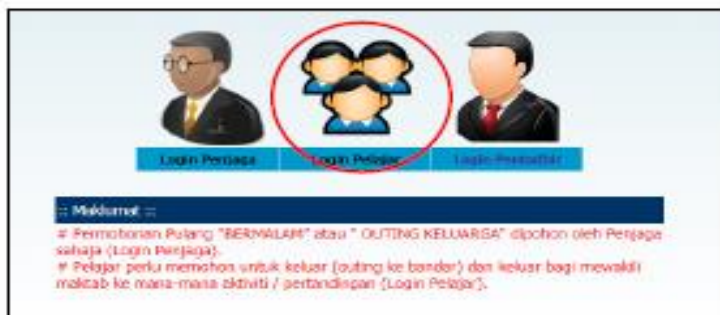 Login Penjaga Login Pelajar Login Pentadbir
:: Maklumat ::
# Permohonan Pulang "BERMALAM" atau " OUTING KELUARGA" dipohon oleh Penjaga
sahaja (Login Penjaga).
# Pelajar perlu memohon untuk keluar (outing ke bandar) dan keluar bagi mewakili
maktab ke mana-mana aktiviti / pertandingan (Login Pelajar).